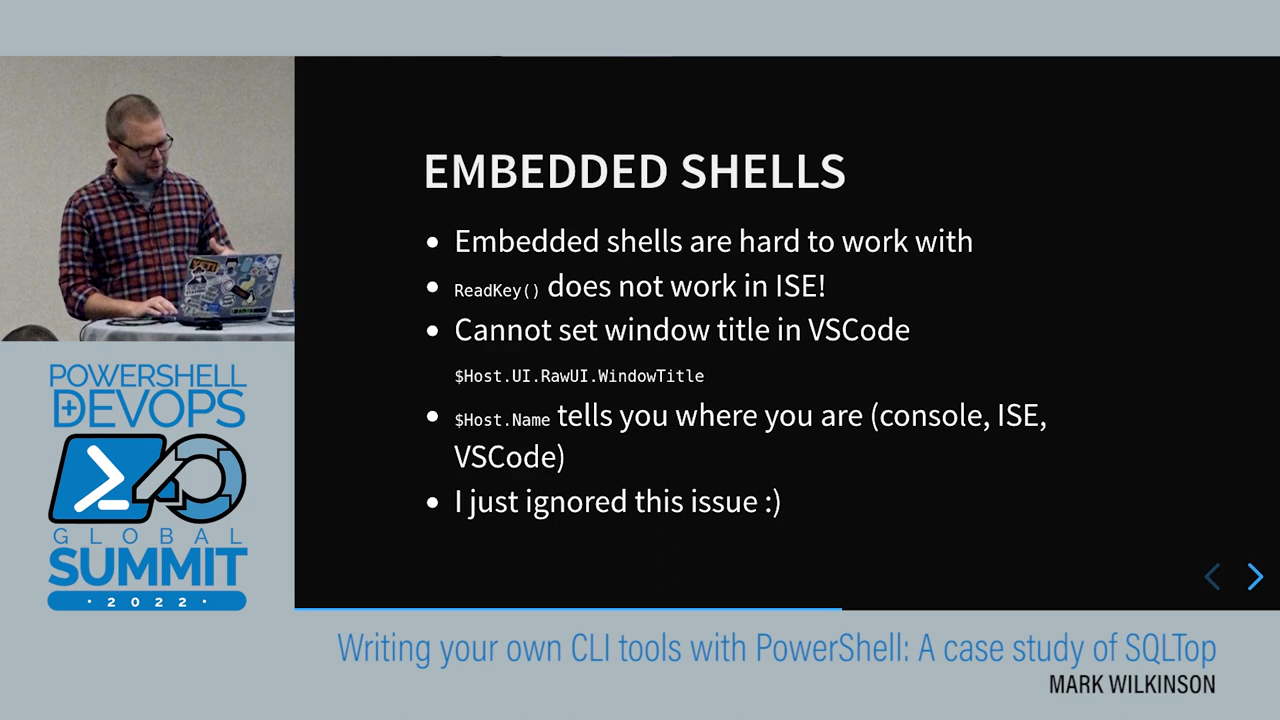 EMBEDDED SHELLS
• Embedded shells are hard to work with
• ReadKey() does not work in ISE!
• Cannot set window title in VSCode
$Host.UI.RawUI.WindowTitle
• $Host.Name tells you where you are (console, ISE,
VSCode)
• I just ignored this issue :)
YETI
POWERSHELL
DEVOPS
GLOBAL
SUMMIT
· 2022 ·
Writing your own CLI tools with PowerShell: A case study of SQLTop
MARK WILKINSON